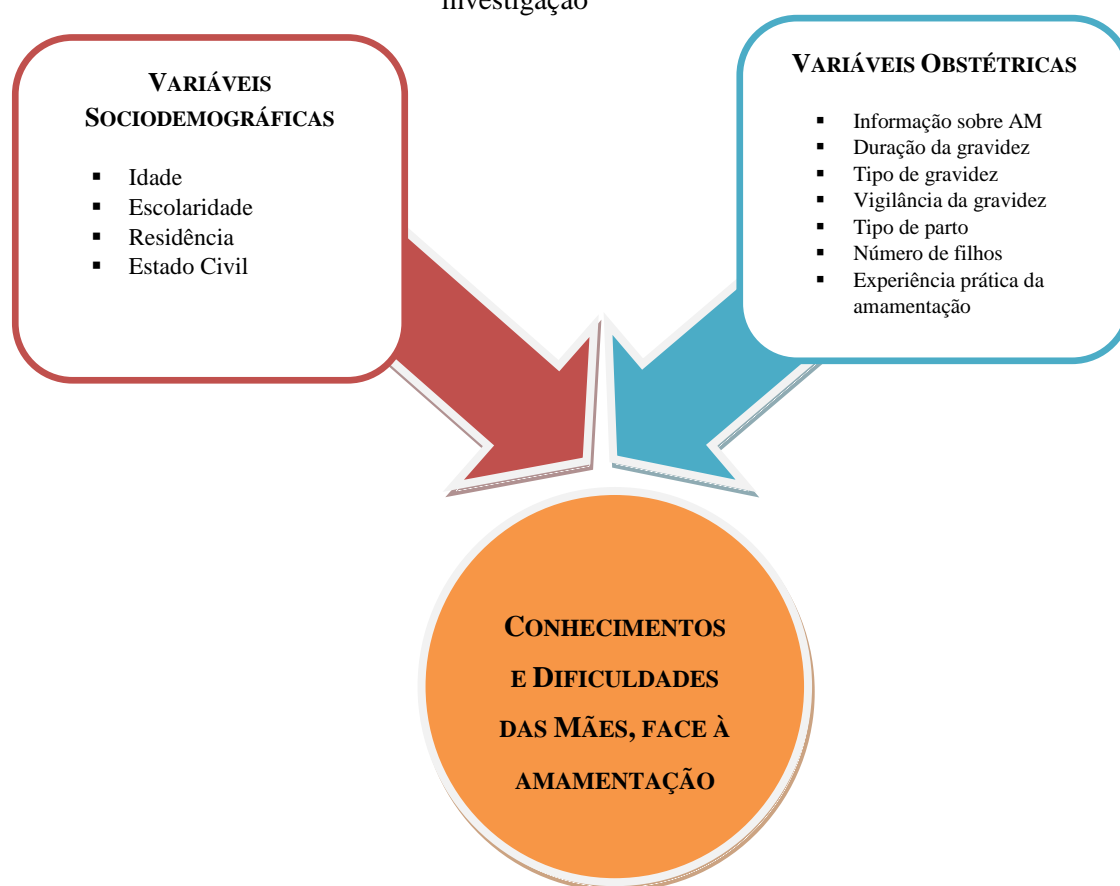 investigação
VARIÁVEIS
SOCIODEMOGRÁFICAS
▪ Idade
▪ Escolaridade
▪ Residência
▪ Estado Civil
VARIÁVEIS OBSTÉTRICAS
▪ Informação sobre AM
▪ Duração da gravidez
▪ Tipo de gravidez
▪ Vigilância da gravidez
▪ Tipo de parto
▪ Número de filhos
▪ Experiência prática da
amamentação
CONHECIMENTOS
E DIFICULDADES
DAS MÃES, FACE À
AMAMENTAÇÃO